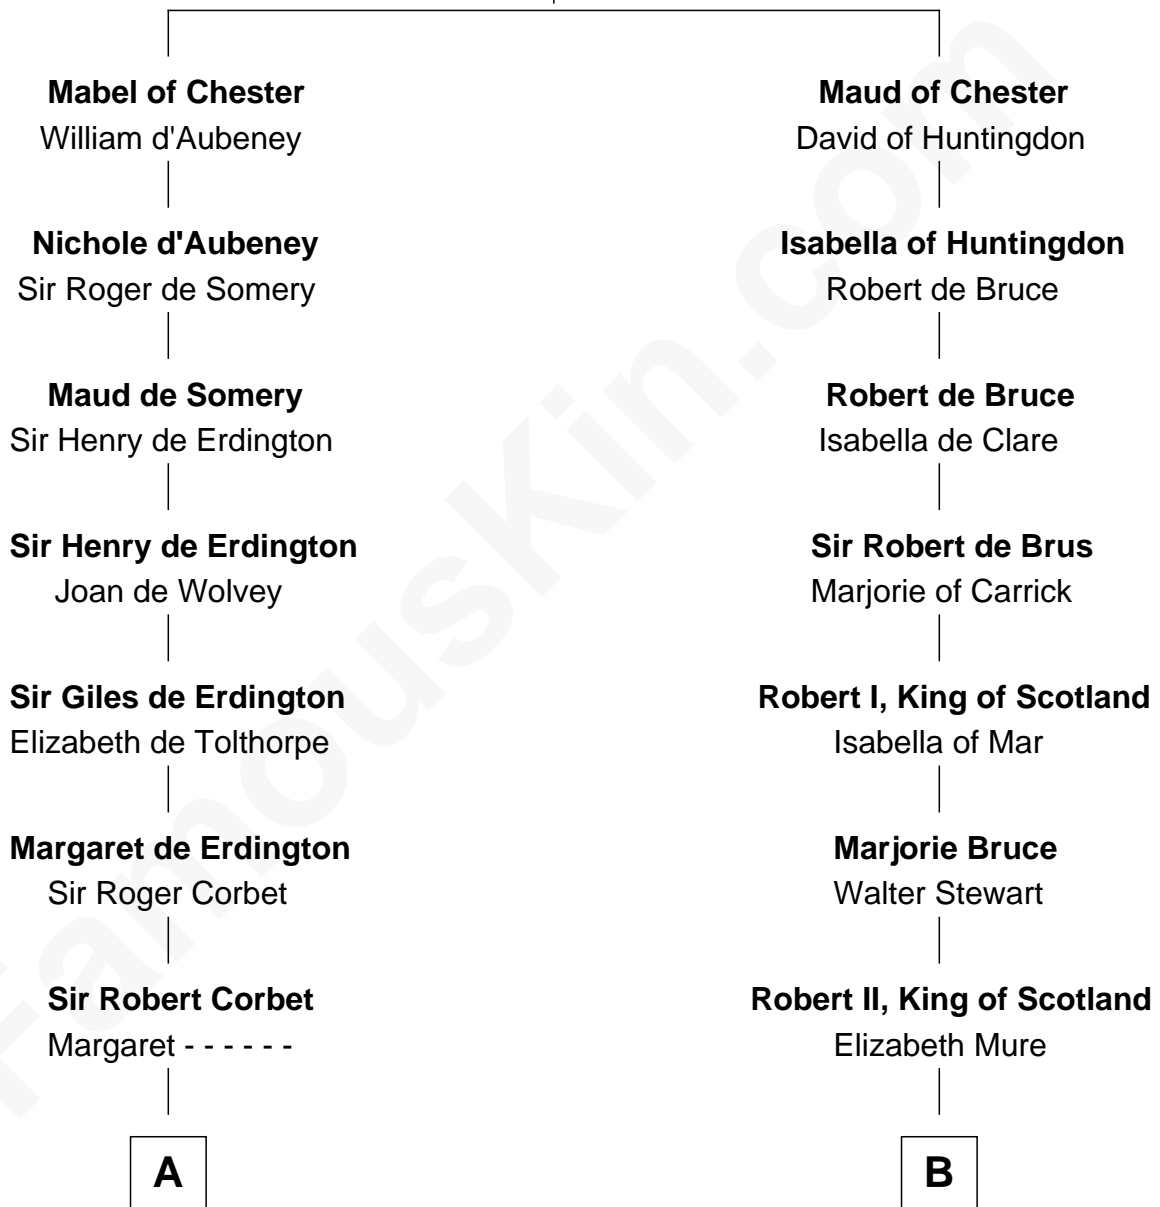 Mabel of Chester
William d'Aubeney
Nichole d'Aubeney
Sir Roger de Somery
Maud de Somery
Sir Henry de Erdington
Sir Henry de Erdington
Joan de Wolvey
Sir Giles de Erdington
Elizabeth de Tolthorpe
Margaret de Erdington
Sir Roger Corbet
Sir Robert Corbet
Margaret - - - - - -
A
Maud of Chester
David of Huntingdon
Isabella of Huntingdon
Robert de Bruce
Robert de Bruce
Isabella de Clare
Sir Robert de Brus
Marjorie of Carrick
Robert I, King of Scotland
Isabella of Mar
Marjorie Bruce
Walter Stewart
Robert II, King of Scotland
Elizabeth Mure
B
FamousKin.com